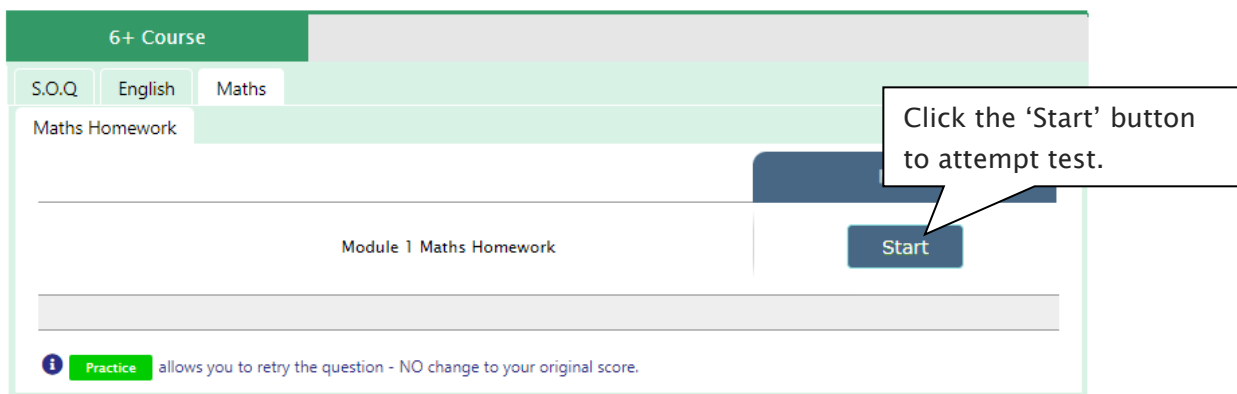 6+ Course
S.O.Q English Maths
Maths Homework
Click the ‘Start’ button
to attempt test.
Module 1 Maths Homework
Start
Practice allows you to retry the question - NO change to your original score.